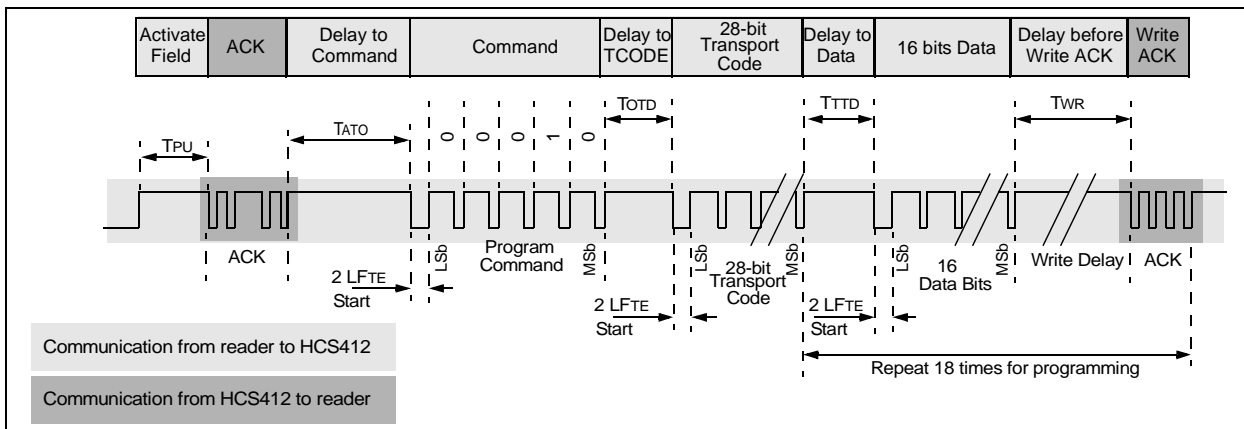 Activate Field
ACK
Delay to Command
Command
Delay to TCODE
28-bit Transport Code
Delay to Data
16 bits Data
Delay before Write ACK
Write ACK
TPU
TATO
0 0 0 1 0
TOTD
TTTD
TWR
ACK
2 LFTE
Start
LSb
Program Command
MSb
2 LFTE
Start
LSb
28-bit Transport Code
MSb
2 LFTE
Start
LSb
16 Data Bits
MSb
Write Delay
ACK
Repeat 18 times for programming
Communication from reader to HCS412
Communication from HCS412 to reader